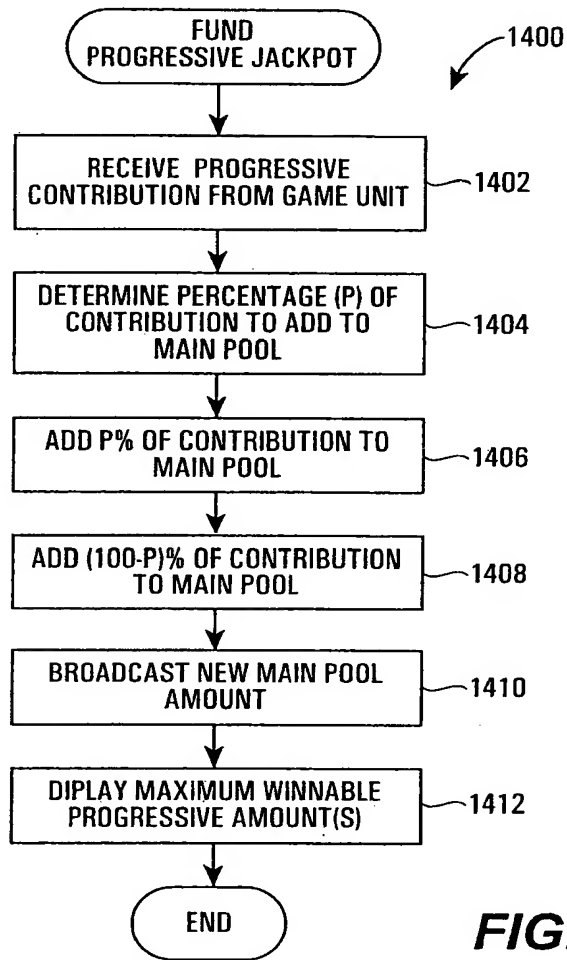 FUND
PROGRESSIVE JACKPOT
1400
RECEIVE PROGRESSIVE
CONTRIBUTION FROM GAME UNIT
1402
DETERMINE PERCENTAGE (P) OF
CONTRIBUTION TO ADD TO
MAIN POOL
1404
ADD P% OF CONTRIBUTION TO
MAIN POOL
1406
ADD (100-P)% OF CONTRIBUTION
TO MAIN POOL
1408
BROADCAST NEW MAIN POOL
AMOUNT
1410
DIPLAY MAXIMUM WINNABLE
PROGRESSIVE AMOUNT(S)
1412
END
FIG.